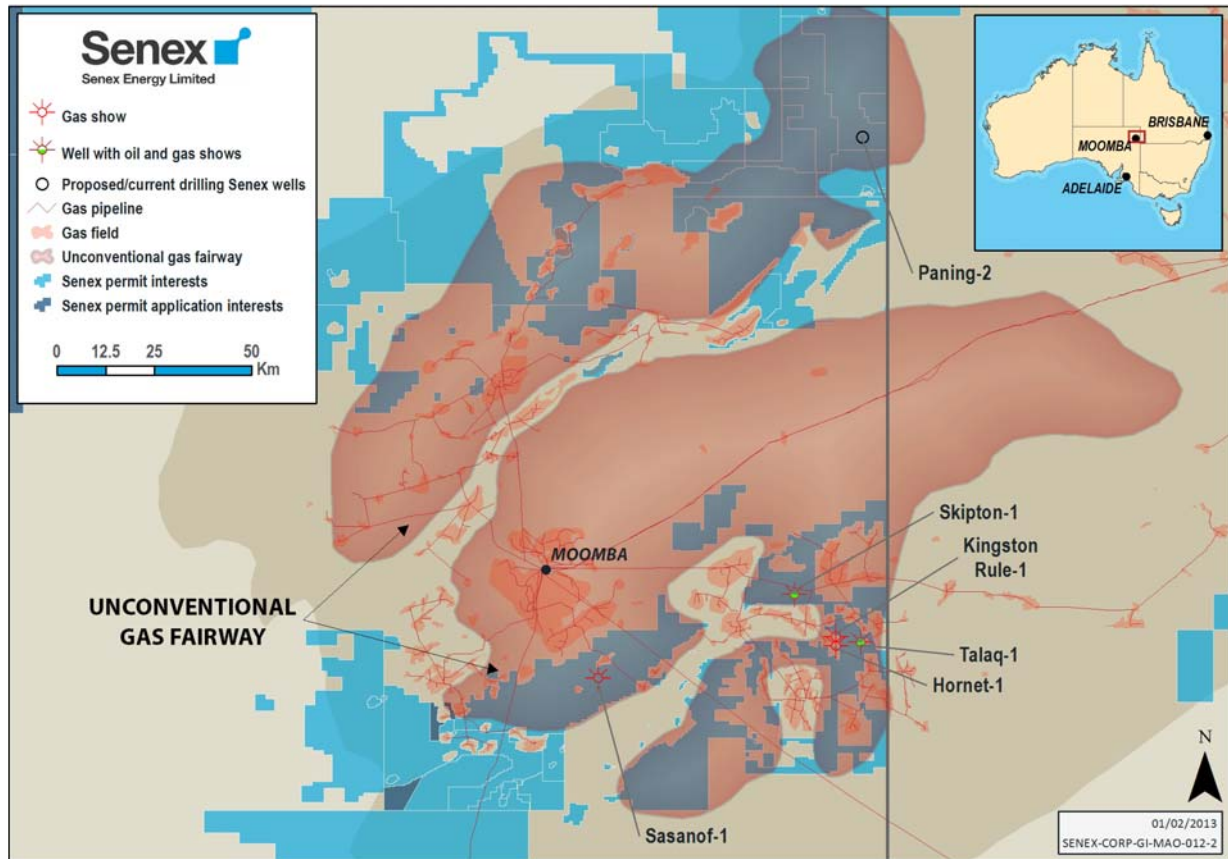 Senex
Senex Energy Limited
Gas show
Well with oil and gas shows
Proposed/current drilling Senex wells
Gas pipeline
Gas field
Unconventional gas fairway
Senex permit interests
Senex permit application interests
0 12.5 25 50
Km
BRISBANE
MOOMBA
ADELAIDE
Paning-2
Skipton-1
Kingston
Rule-1
MOOMBA
UNCONVENTIONAL
GAS FAIRWAY
Talaq-1
Hornet-1
Sasanof-1
N
01/02/2013
SENEX-CORP-GI-MAO-012-2